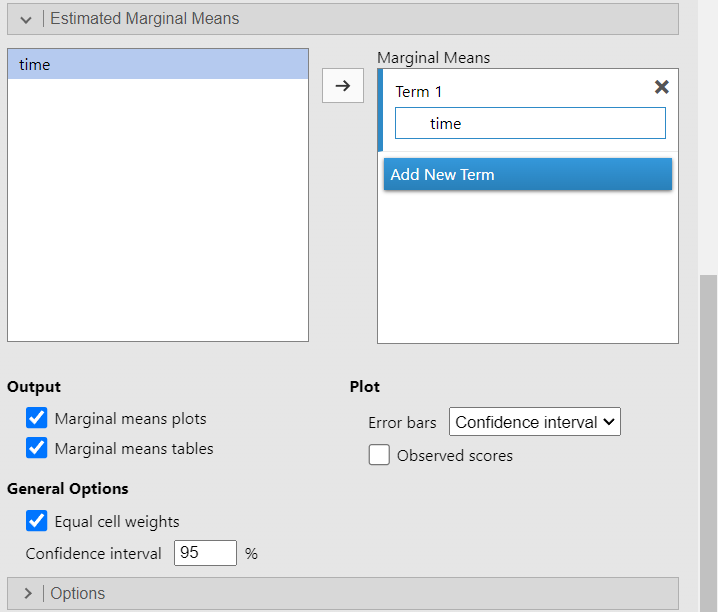 Estimated Marginal Means
time
Marginal Means
Term 1
time
Add New Term
Output
Marginal means plots
Marginal means tables
Plot
Error bars Confidence interval
Observed scores
General Options
Equal cell weights
Confidence interval 95 %
Options